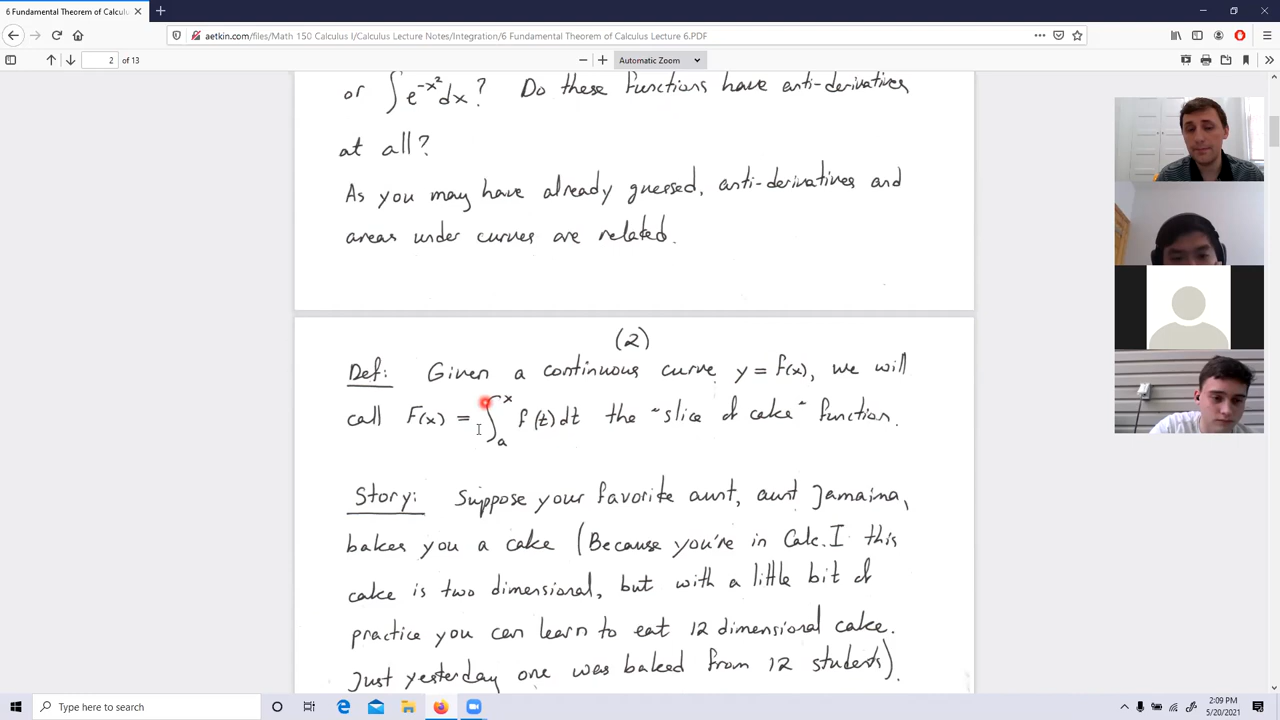 6 Fundamental Theorem of Calculu
aetkin.com/files/Math 150 Calculus I/Calculus Lecture Notes/Integration/6 Fundamental Theorem of Calculus Lecture 6.PDF
2 of 13
Automatic Zoom
or ∫e^{-x^2}dx? Do these functions have anti-derivatives
at all?
As you may have already guessed, anti-derivatives and
areas under curves are related.
(2)
Def: Given a continuous curve y = f(x), we will
call F(x) = ∫_a^x f(t)dt the "slice of cake" function.
Story: Suppose your favorite aunt, aunt Jamaima,
bakes you a cake (Because you're in Calc. I this
cake is two dimensional, but with a little bit of
practice you can learn to eat 12 dimensional cake.
Just yesterday one was baked from 12 students).
Type here to search
2:09 PM
5/20/2021